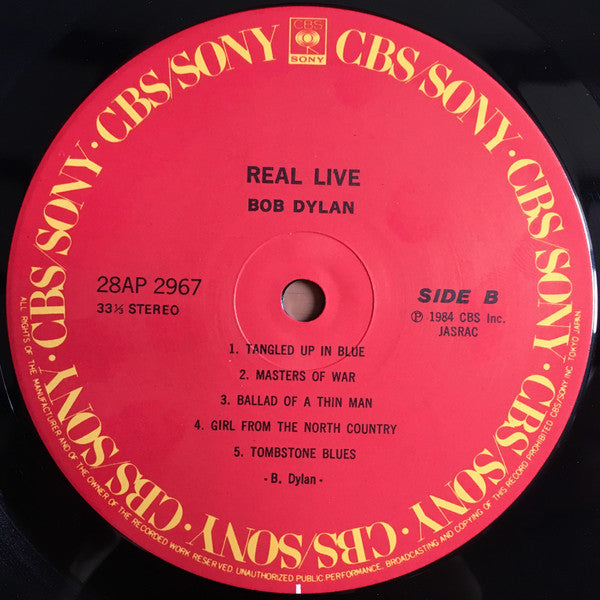 CBS
SONY
CBS/SONY · CBS/SONY · CBS/SONY · CBS/SONY · CBS/SONY · CBS/SONY · CBS/SONY · CBS/SONY
REAL LIVE
BOB DYLAN
28AP 2967
33⅓ STEREO
SIDE B
Ⓟ 1984 CBS Inc.
JASRAC
1. TANGLED UP IN BLUE
2. MASTERS OF WAR
3. BALLAD OF A THIN MAN
4. GIRL FROM THE NORTH COUNTRY
5. TOMBSTONE BLUES
- B. Dylan -
ALL RIGHTS OF THE MANUFACTURER AND OF THE OWNER OF THE RECORDED WORK RESERVED. UNAUTHORIZED PUBLIC PERFORMANCE, BROADCASTING AND COPYING OF THIS RECORD PROHIBITED. CBS/SONY INC. TOKYO JAPAN